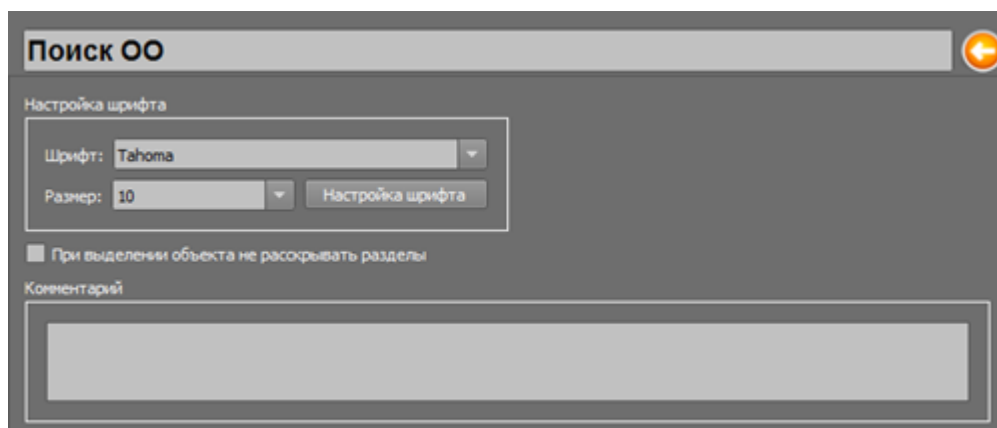 Поиск ОО
Настройка шрифта
Шрифт: Tahoma
Размер: 10 Настройка шрифта
При выделении объекта не раскрывать разделы
Комментарий